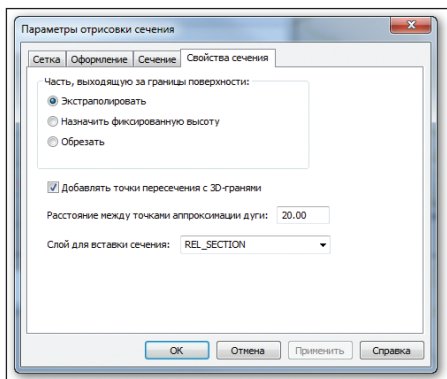 Параметры отрисовки сечения
Сетка Оформление Сечение Свойства сечения
Часть, выходящую за границы поверхности:
Экстраполировать
Назначить фиксированную высоту
Обрезать
Добавлять точки пересечения с 3D-гранями
Расстояние между точками аппроксимации дуги: 20.00
Слой для вставки сечения: REL_SECTION
OK Отмена Применить Справка